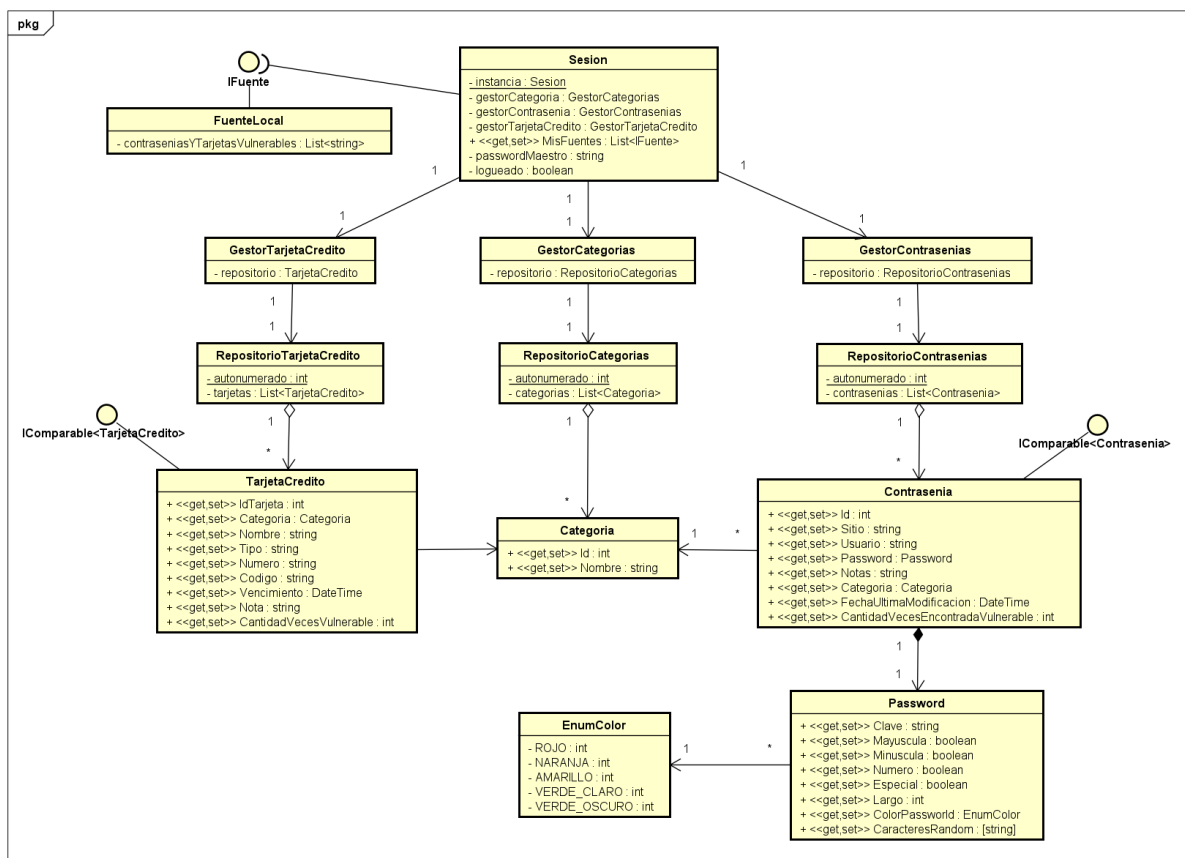 pkg
IFuente
Sesion
- instancia : Sesion
- gestorCategoria : GestorCategorias
- gestorContrasenia : GestorContrasenias
- gestorTarjetaCredito : GestorTarjetaCredito
+ <<get,set>> MisFuentes : List<IFuente>
- passwordMaestro : string
- logueado : boolean
FuenteLocal
- contraseniasYTarjetasVulnerables : List<string>
1
1
1
1
1
1
GestorTarjetaCredito
- repositorio : TarjetaCredito
GestorCategorias
- repositorio : RepositorioCategorias
GestorContrasenias
- repositorio : RepositorioContrasenias
1
1
1
1
1
1
RepositorioTarjetaCredito
- autonumerado : int
- tarjetas : List<TarjetaCredito>
RepositorioCategorias
- autonumerado : int
- categorias : List<Categoria>
RepositorioContrasenias
- autonumerado : int
- contrasenias : List<Contrasenia>
IComparable<TarjetaCredito>
IComparable<Contrasenia>
1
*
1
*
1
*
TarjetaCredito
+ <<get,set>> IdTarjeta : int
+ <<get,set>> Categoria : Categoria
+ <<get,set>> Nombre : string
+ <<get,set>> Tipo : string
+ <<get,set>> Numero : string
+ <<get,set>> Codigo : string
+ <<get,set>> Vencimiento : DateTime
+ <<get,set>> Nota : string
+ <<get,set>> CantidadVecesVulnerable : int
Categoria
+ <<get,set>> Id : int
+ <<get,set>> Nombre : string
1
*
Contrasenia
+ <<get,set>> Id : int
+ <<get,set>> Sitio : string
+ <<get,set>> Usuario : string
+ <<get,set>> Password : Password
+ <<get,set>> Notas : string
+ <<get,set>> Categoria : Categoria
+ <<get,set>> FechaUltimaModificacion : DateTime
+ <<get,set>> CantidadVecesEncontradaVulnerable : int
1
1
EnumColor
- ROJO : int
- NARANJA : int
- AMARILLO : int
- VERDE_CLARO : int
- VERDE_OSCURO : int
1
*
Password
+ <<get,set>> Clave : string
+ <<get,set>> Mayuscula : boolean
+ <<get,set>> Minuscula : boolean
+ <<get,set>> Numero : boolean
+ <<get,set>> Especial : boolean
+ <<get,set>> Largo : int
+ <<get,set>> ColorPassworld : EnumColor
+ <<get,set>> CaracteresRandom : [string]